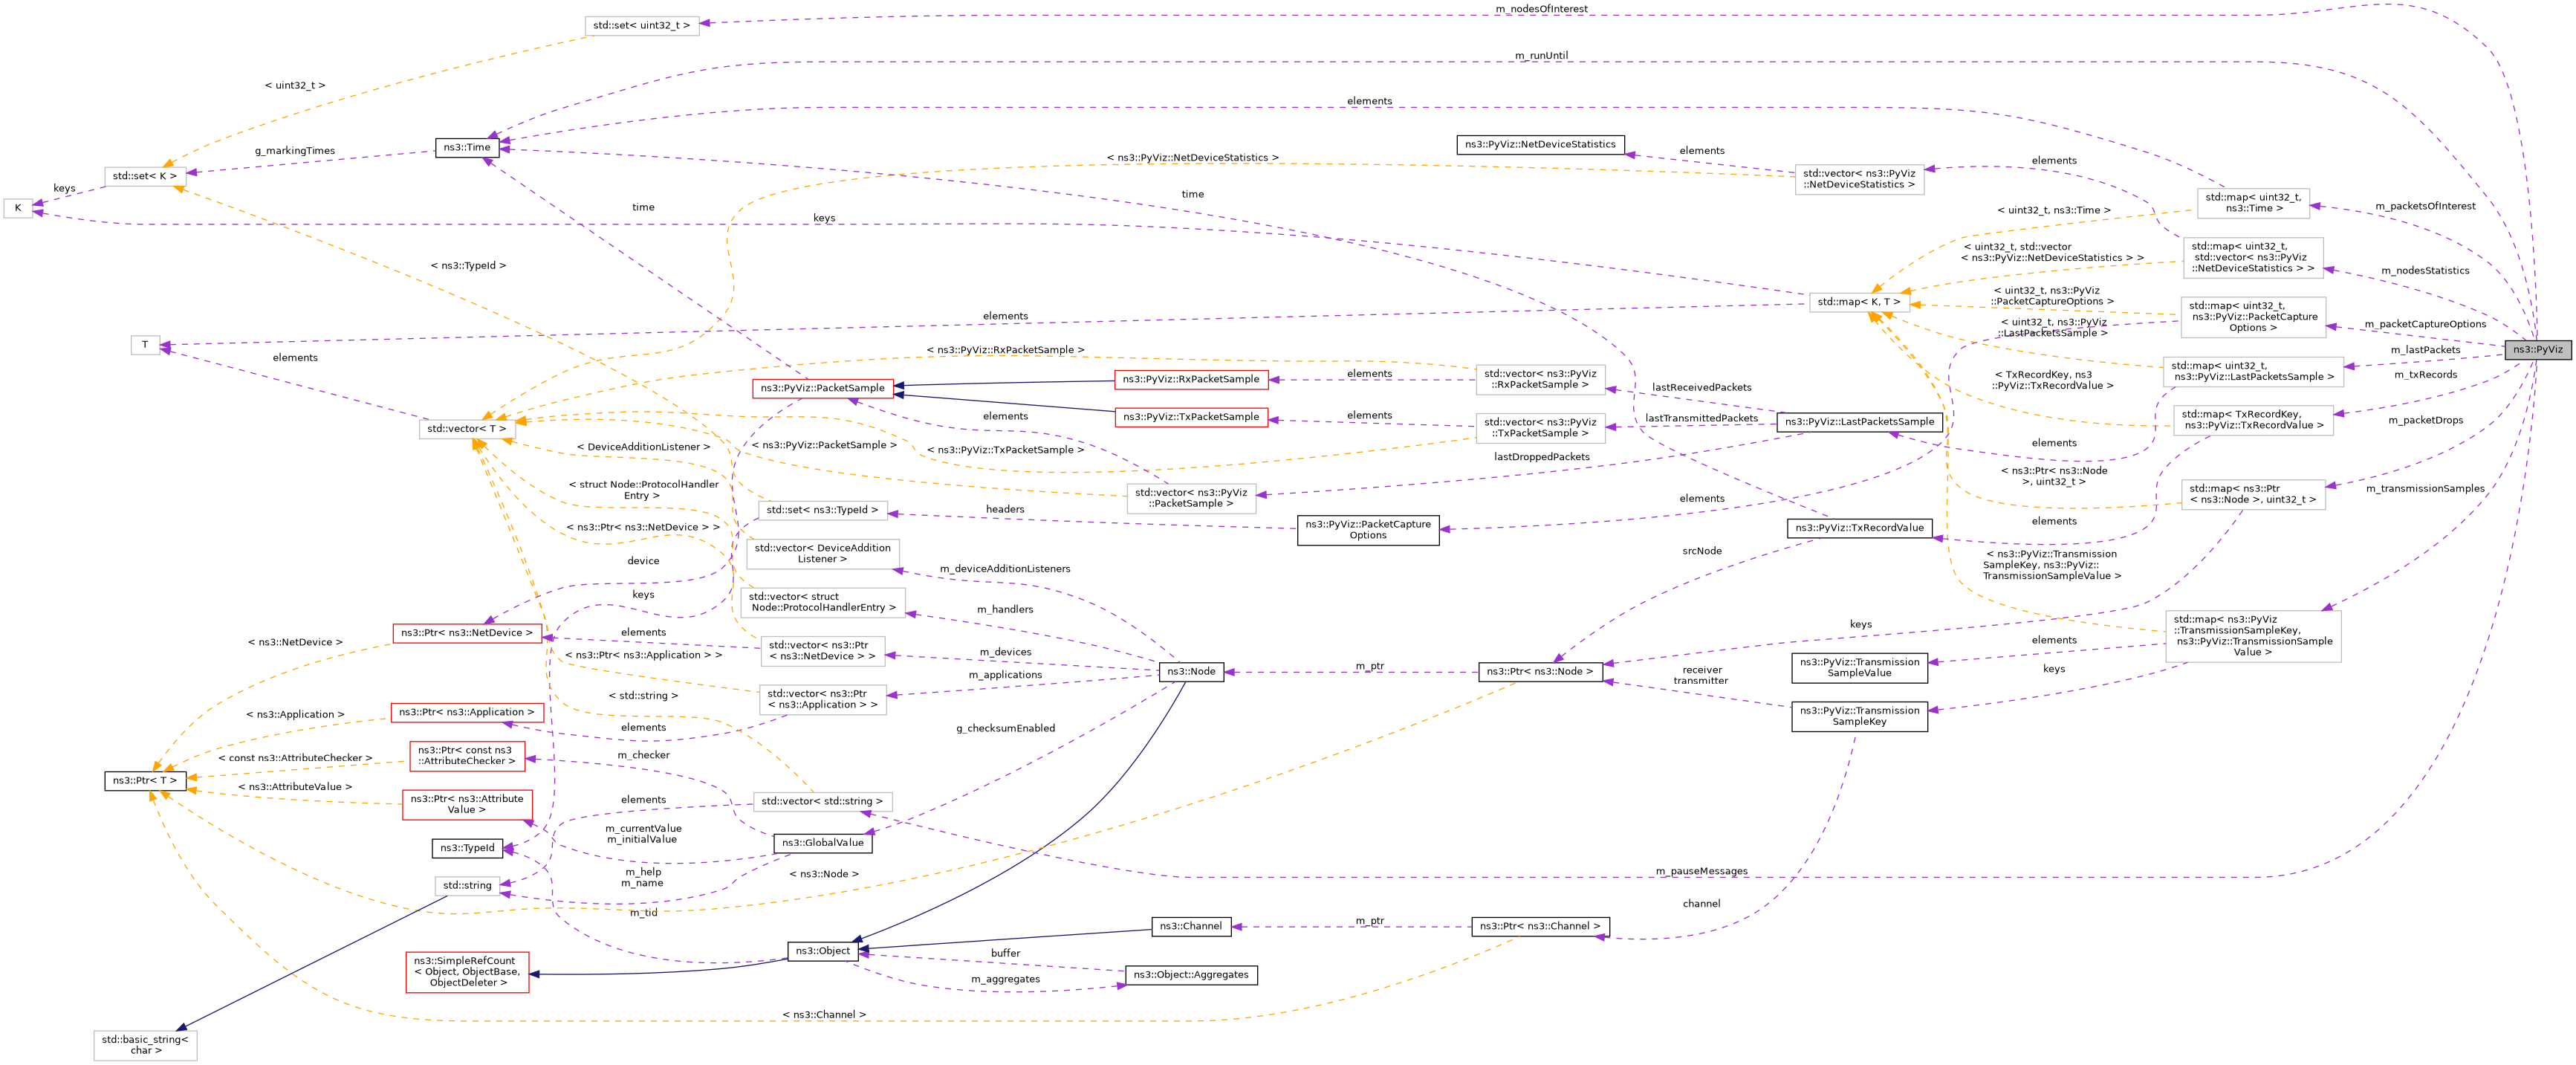 m_nodesOfInterest
std::set< uint32_t >
m_runUntil
< uint32_t >
elements
ns3::Time
g_markingTimes
ns3::PyViz::NetDeviceStatistics
elements
< ns3::PyViz::NetDeviceStatistics >
elements
std::set< K >
std::vector< ns3::PyViz
::NetDeviceStatistics >
keys
time
std::map< uint32_t,
ns3::Time >
K
time
keys
< uint32_t, ns3::Time >
m_packetsOfInterest
< uint32_t, std::vector
< ns3::PyViz::NetDeviceStatistics > >
std::map< uint32_t,
std::vector< ns3::PyViz
::NetDeviceStatistics > >
m_nodesStatistics
< ns3::TypeId >
std::map< K, T >
< uint32_t, ns3::PyViz
::PacketCaptureOptions >
std::map< uint32_t,
ns3::PyViz::PacketCapture
Options >
elements
< uint32_t, ns3::PyViz
::LastPacketsSample >
m_packetCaptureOptions
T
elements
< ns3::PyViz::RxPacketSample >
m_lastPackets
ns3::PyViz
std::map< uint32_t,
ns3::PyViz::LastPacketsSample >
ns3::PyViz::PacketSample
ns3::PyViz::RxPacketSample
elements
std::vector< ns3::PyViz
::RxPacketSample >
lastReceivedPackets
< TxRecordKey, ns3
::PyViz::TxRecordValue >
m_txRecords
ns3::PyViz::TxPacketSample
elements
elements
std::vector< ns3::PyViz
::TxPacketSample >
lastTransmittedPackets
ns3::PyViz::LastPacketsSample
std::map< TxRecordKey,
ns3::PyViz::TxRecordValue >
m_packetDrops
std::vector< T >
< DeviceAdditionListener >
< ns3::PyViz::PacketSample >
< ns3::PyViz::TxPacketSample >
lastDroppedPackets
elements
< struct Node::ProtocolHandler
Entry >
std::vector< ns3::PyViz
::PacketSample >
elements
< ns3::Ptr< ns3::Node
>, uint32_t >
std::map< ns3::Ptr
< ns3::Node >, uint32_t >
m_transmissionSamples
std::set< ns3::TypeId >
headers
ns3::PyViz::PacketCapture
Options
ns3::PyViz::TxRecordValue
elements
< ns3::Ptr< ns3::NetDevice > >
std::vector< DeviceAddition
Listener >
device
m_deviceAdditionListeners
srcNode
< ns3::PyViz::Transmission
SampleKey, ns3::PyViz::
TransmissionSampleValue >
keys
std::vector< struct
Node::ProtocolHandlerEntry >
m_handlers
keys
std::map< ns3::PyViz
::TransmissionSampleKey,
ns3::PyViz::TransmissionSample
Value >
ns3::Ptr< ns3::NetDevice >
< ns3::NetDevice >
elements
std::vector< ns3::Ptr
< ns3::NetDevice > >
m_devices
elements
< ns3::Ptr< ns3::Application > >
ns3::Node
m_ptr
ns3::Ptr< ns3::Node >
receiver
transmitter
ns3::PyViz::Transmission
SampleValue
keys
m_applications
std::vector< ns3::Ptr
< ns3::Application > >
< std::string >
ns3::Ptr< ns3::Application >
< ns3::Application >
elements
g_checksumEnabled
ns3::PyViz::Transmission
SampleKey
ns3::Ptr< const ns3
::AttributeChecker >
< const ns3::AttributeChecker >
m_checker
ns3::Ptr< T >
< ns3::AttributeValue >
ns3::Ptr< ns3::Attribute
Value >
elements
std::vector< std::string >
m_currentValue
m_initialValue
ns3::GlobalValue
ns3::TypeId
m_help
m_name
< ns3::Node >
m_pauseMessages
std::string
m_tid
channel
ns3::Channel
m_ptr
ns3::Ptr< ns3::Channel >
ns3::Object
buffer
ns3::SimpleRefCount
< Object, ObjectBase,
ObjectDeleter >
m_aggregates
ns3::Object::Aggregates
< ns3::Channel >
std::basic_string<
char >